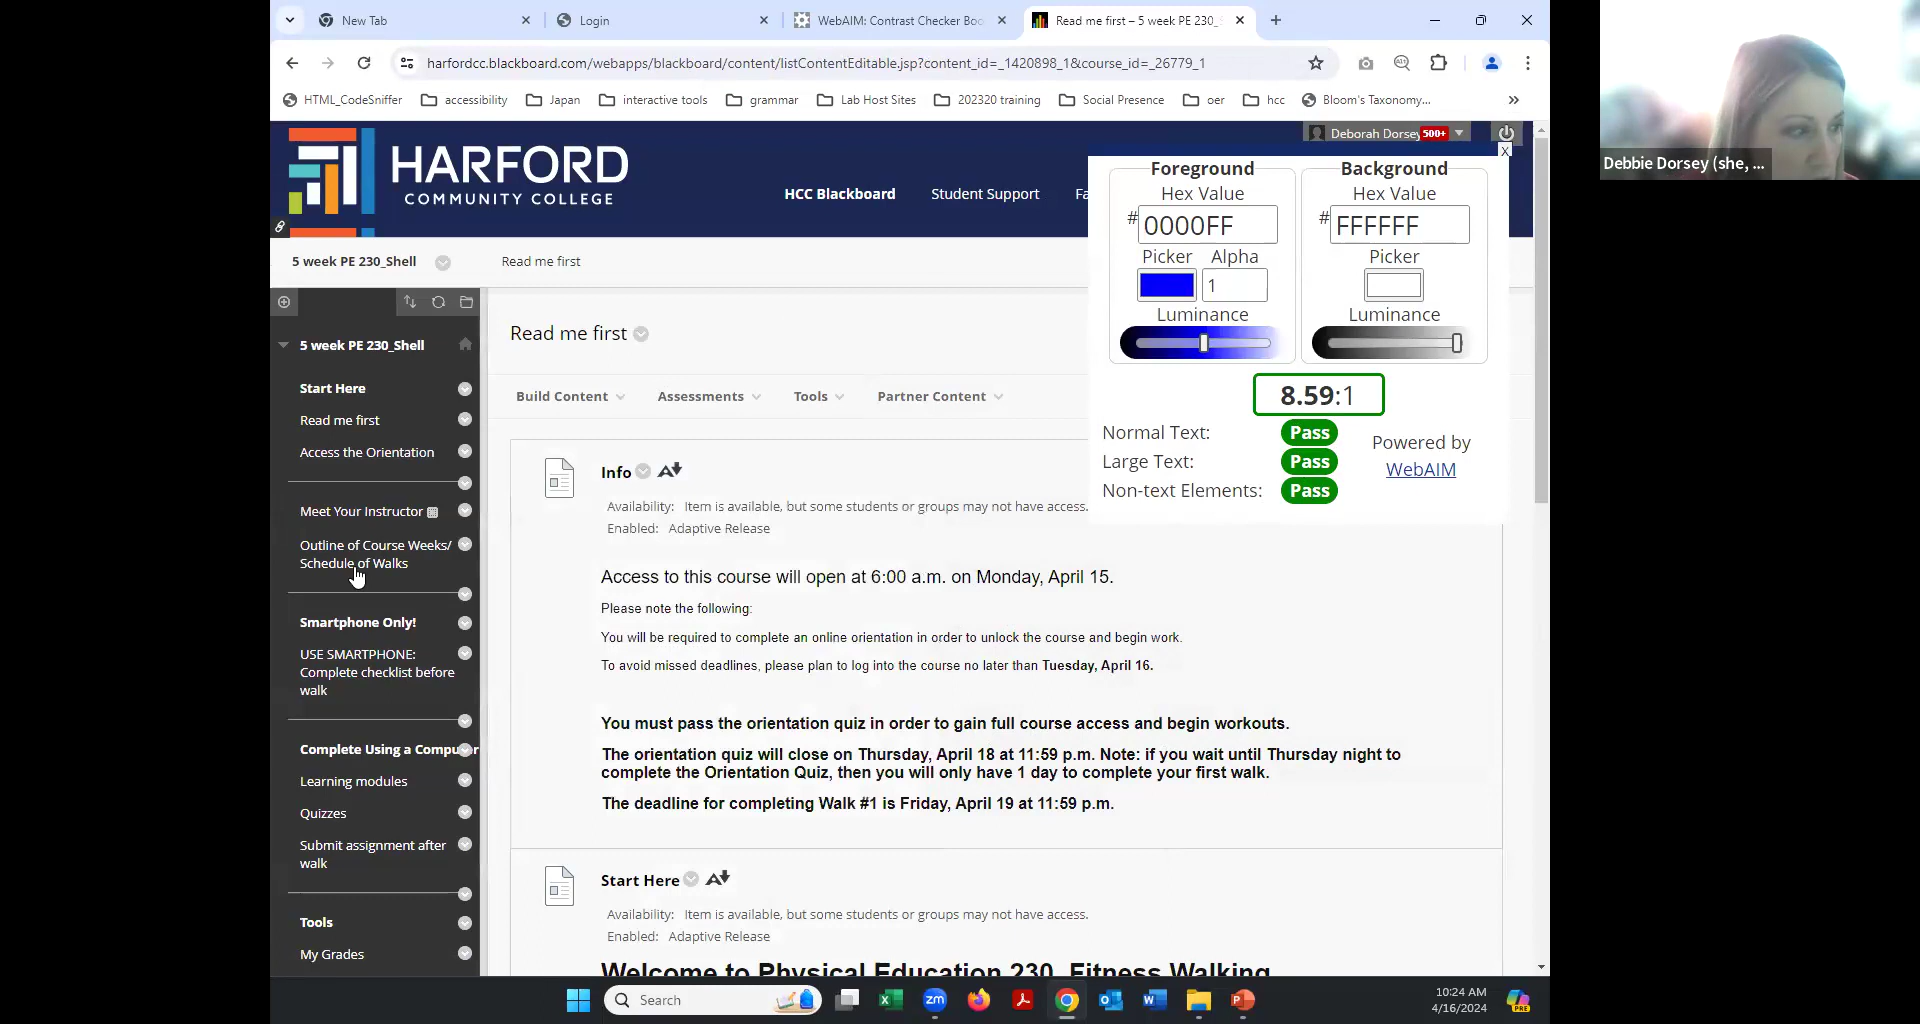 New Tab
Login
WebAIM: Contrast Checker Boo
Read me first – 5 week PE 230_S
harfordcc.blackboard.com/webapps/blackboard/content/listContentEditable.jsp?content_id=_1420898_1&course_id=_26779_1
HTML_CodeSniffer
accessibility
Japan
interactive tools
grammar
Lab Host Sites
202320 training
Social Presence
oer
hcc
Bloom's Taxonomy...
»
HARFORD
COMMUNITY COLLEGE
HCC Blackboard
Student Support
Fa
Deborah Dorsey
500+
X
Foreground
Hex Value
# 0000FF
Picker
Alpha
1
Luminance
Background
Hex Value
# FFFFFF
Picker
Luminance
8.59:1
Normal Text: Pass
Large Text: Pass
Non-text Elements: Pass
Powered by
WebAIM
5 week PE 230_Shell
Read me first
5 week PE 230_Shell
Start Here
Read me first
Access the Orientation
Meet Your Instructor
Outline of Course Weeks/
Schedule of Walks
Smartphone Only!
USE SMARTPHONE:
Complete checklist before
walk
Complete Using a Computer
Learning modules
Quizzes
Submit assignment after
walk
Tools
My Grades
Read me first
Build Content
Assessments
Tools
Partner Content
Info
Availability: Item is available, but some students or groups may not have access.
Enabled: Adaptive Release
Access to this course will open at 6:00 a.m. on Monday, April 15.
Please note the following:
You will be required to complete an online orientation in order to unlock the course and begin work.
To avoid missed deadlines, please plan to log into the course no later than Tuesday, April 16.
You must pass the orientation quiz in order to gain full course access and begin workouts.
The orientation quiz will close on Thursday, April 18 at 11:59 p.m. Note: if you wait until Thursday night to
complete the Orientation Quiz, then you will only have 1 day to complete your first walk.
The deadline for completing Walk #1 is Friday, April 19 at 11:59 p.m.
Start Here
Availability: Item is available, but some students or groups may not have access.
Enabled: Adaptive Release
Welcome to Physical Education 230, Fitness Walking
Search
zm
10:24 AM
4/16/2024
PRE
Debbie Dorsey (she, ...